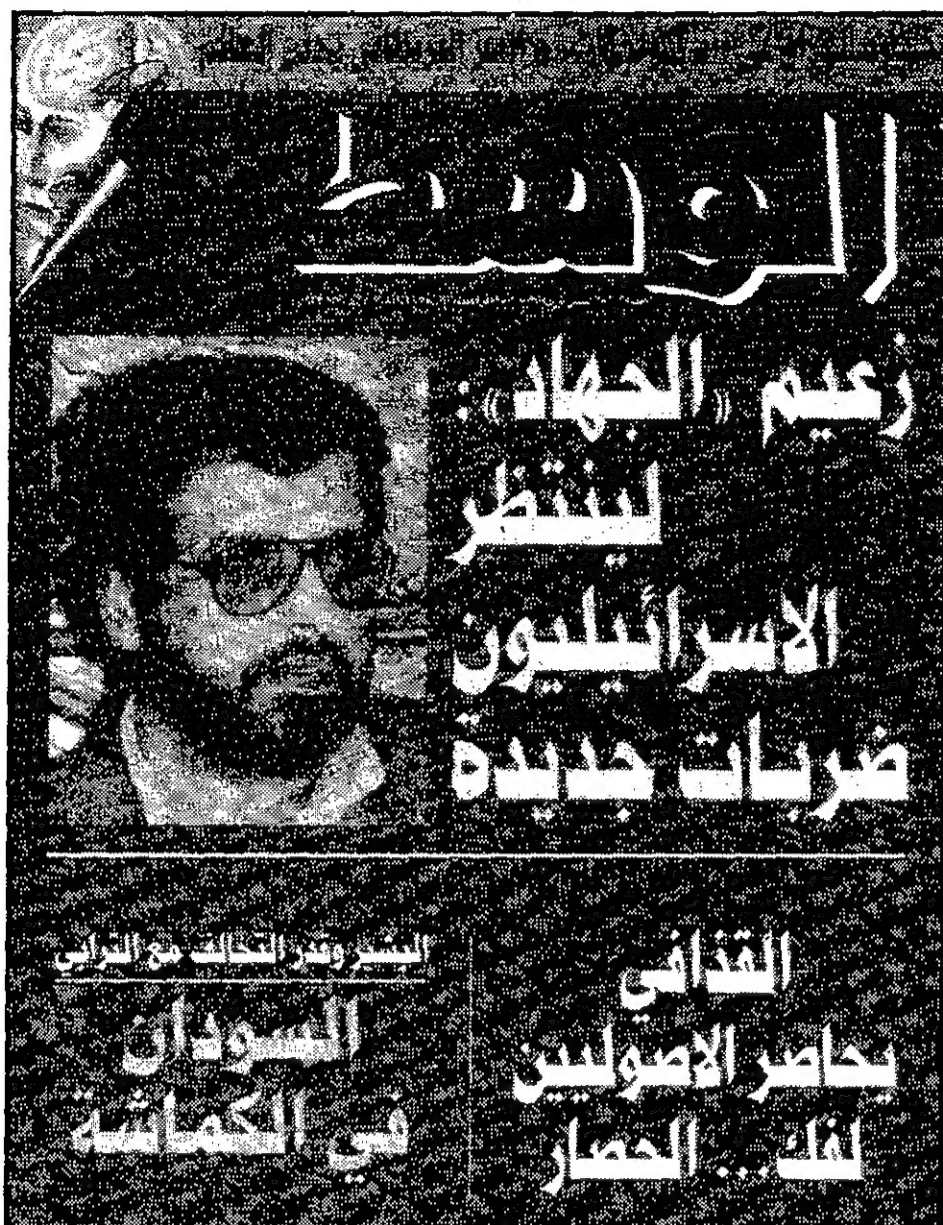 الوسط
زعيم «الجهاد»:
لينتظر
الاسرائيليون
ضربات جديدة
القذافي
يحاصر الاصوليين
لفك... الحصار
البشير وقدر التحالف مع الترابي
السودان
في الكماشة